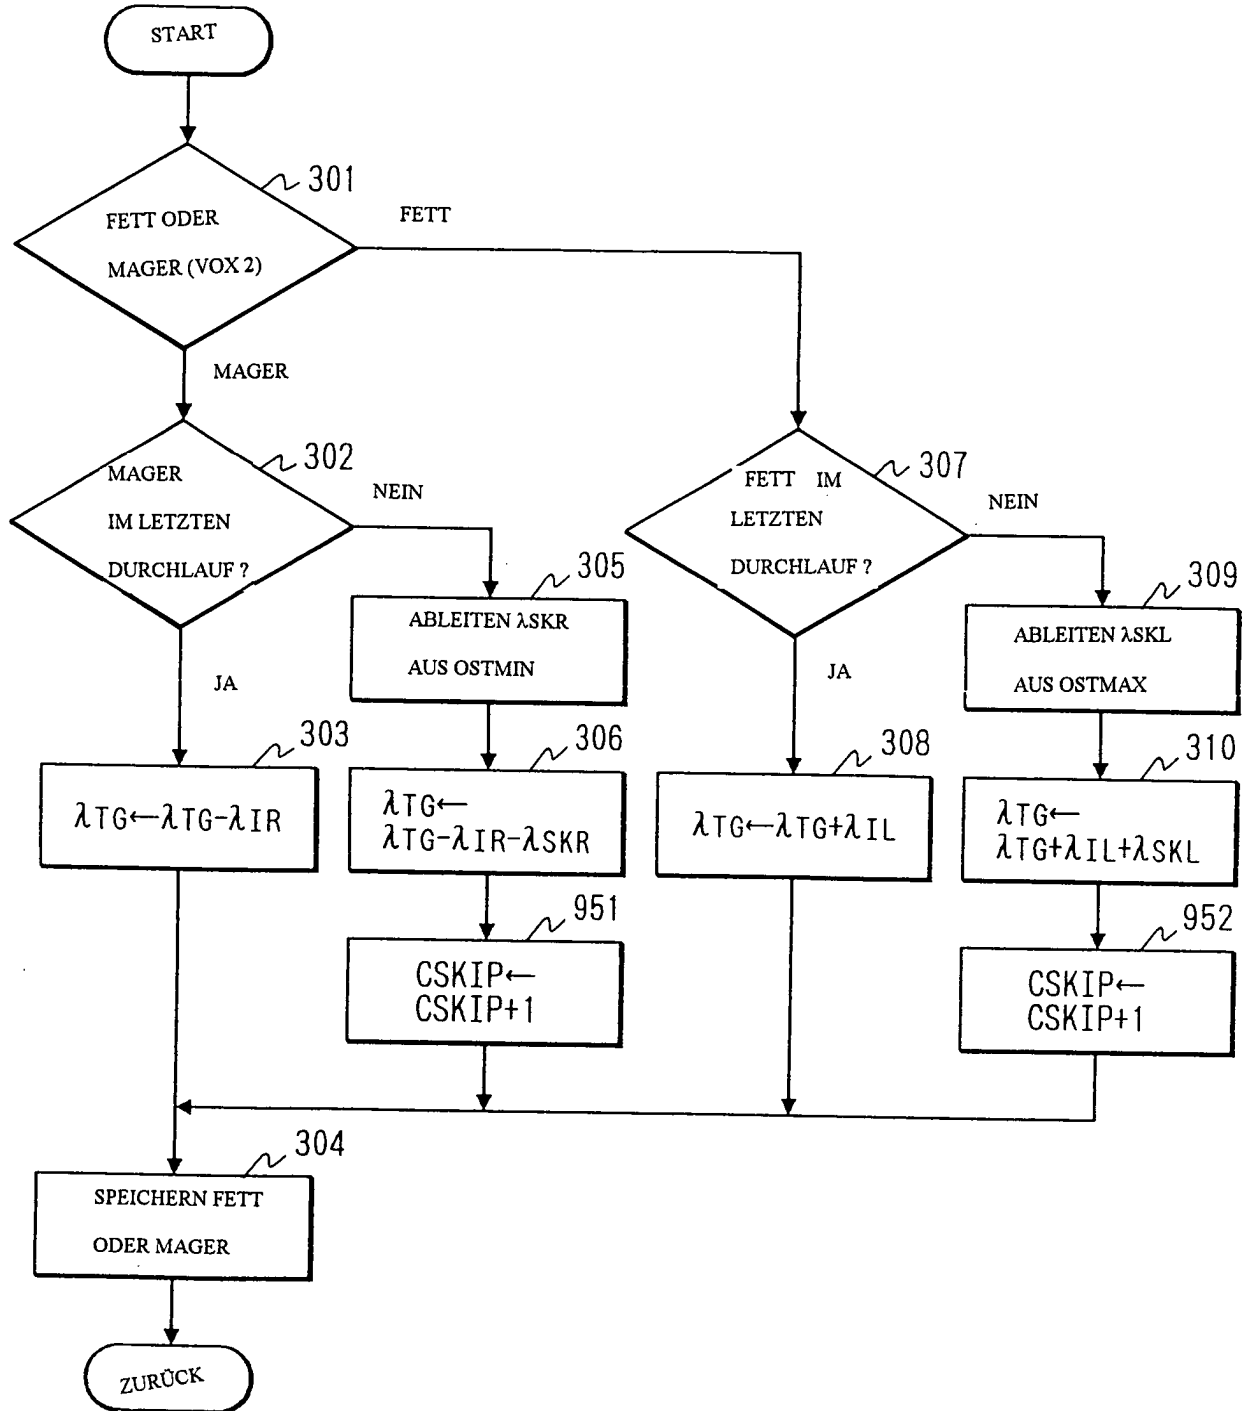 START
301
FETT ODER
MAGER (VOX 2)
FETT
MAGER
302
MAGER
IM LETZTEN
DURCHLAUF ?
NEIN
JA
307
FETT IM
LETZTEN
DURCHLAUF ?
NEIN
JA
305
ABLEITEN λSKR
AUS OSTMIN
309
ABLEITEN λSKL
AUS OSTMAX
303
λTG←λTG-λIR
306
λTG←
λTG-λIR-λSKR
308
λTG←λTG+λIL
310
λTG←
λTG+λIL+λSKL
951
CSKIP←
CSKIP+1
952
CSKIP←
CSKIP+1
304
SPEICHERN FETT
ODER MAGER
ZURÜCK